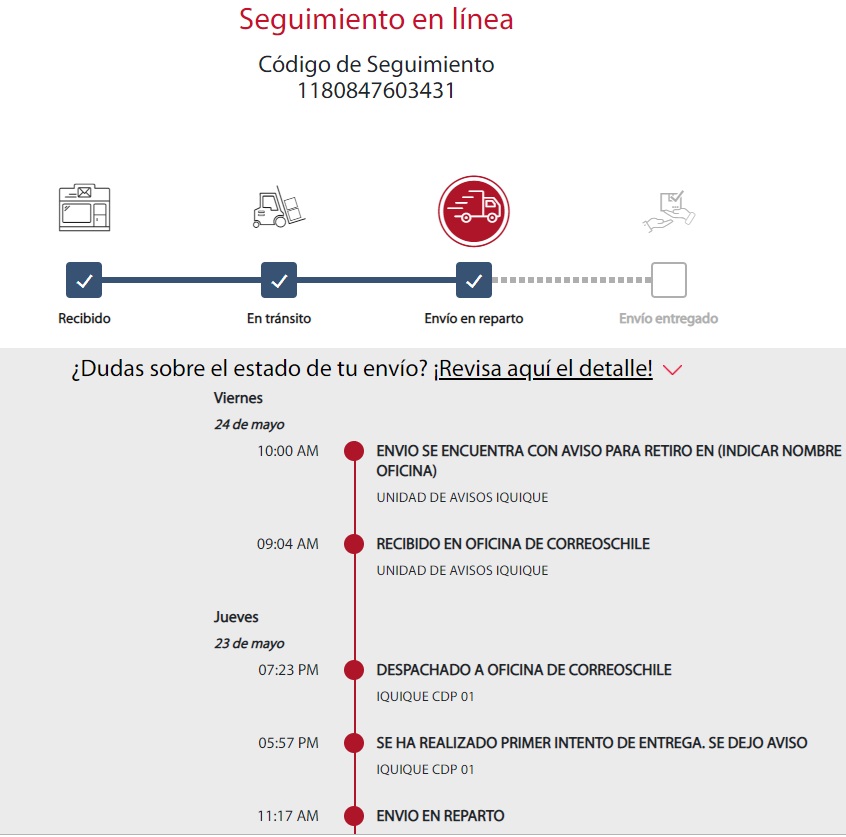 Seguimiento en línea
Código de Seguimiento
1180847603431
Recibido
En tránsito
Envío en reparto
Envío entregado
¿Dudas sobre el estado de tu envío? ¡Revisa aquí el detalle!
Viernes
24 de mayo
10:00 AM
ENVIO SE ENCUENTRA CON AVISO PARA RETIRO EN (INDICAR NOMBRE
OFICINA)
UNIDAD DE AVISOS IQUIQUE
09:04 AM
RECIBIDO EN OFICINA DE CORREOSCHILE
UNIDAD DE AVISOS IQUIQUE
Jueves
23 de mayo
07:23 PM
DESPACHADO A OFICINA DE CORREOSCHILE
IQUIQUE CDP 01
05:57 PM
SE HA REALIZADO PRIMER INTENTO DE ENTREGA. SE DEJO AVISO
IQUIQUE CDP 01
11:17 AM
ENVIO EN REPARTO